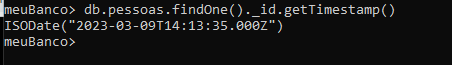 meuBanco> db.pessoas.findOne()._id.getTimestamp()
ISODate("2023-03-09T14:13:35.000Z")
meuBanco>